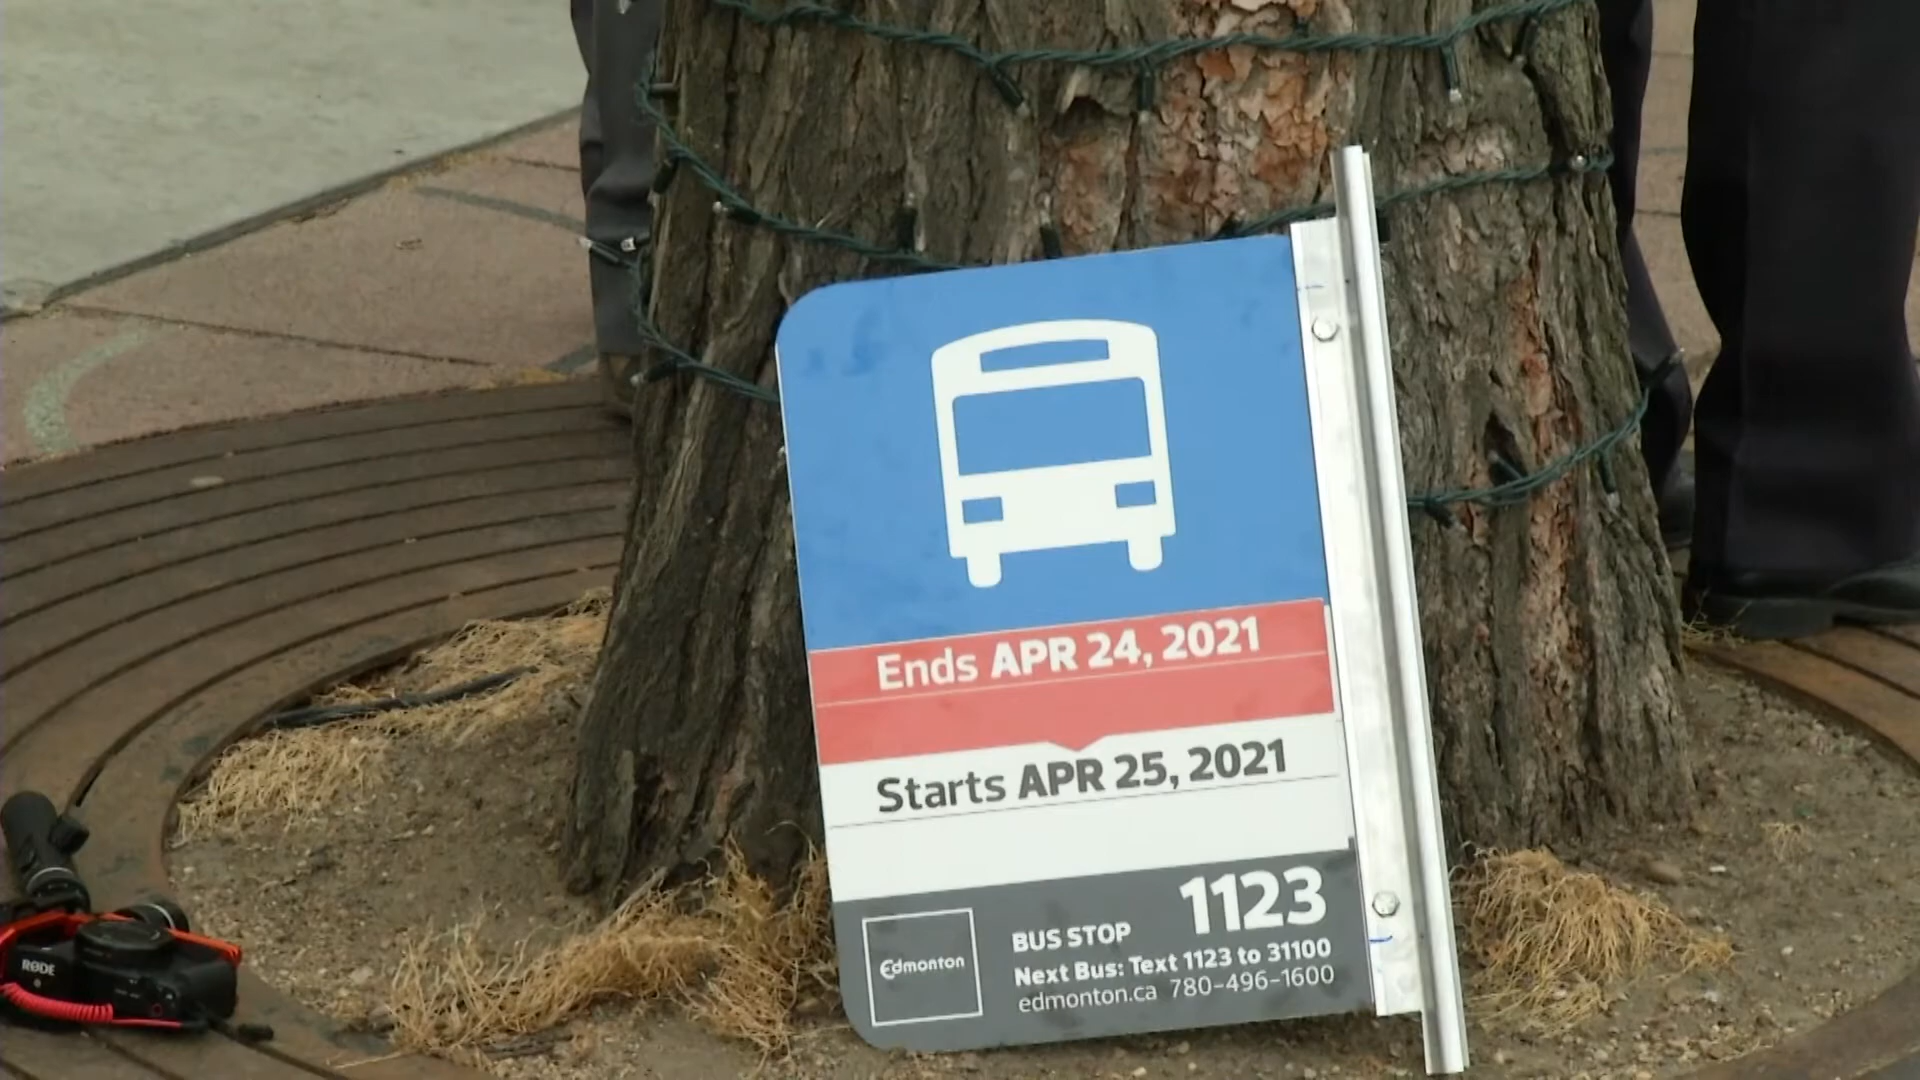 Ends APR 24, 2021
Starts APR 25, 2021
Edmonton
BUS STOP 1123
Next Bus: Text 1123 to 31100
edmonton.ca 780-496-1600
RØDE